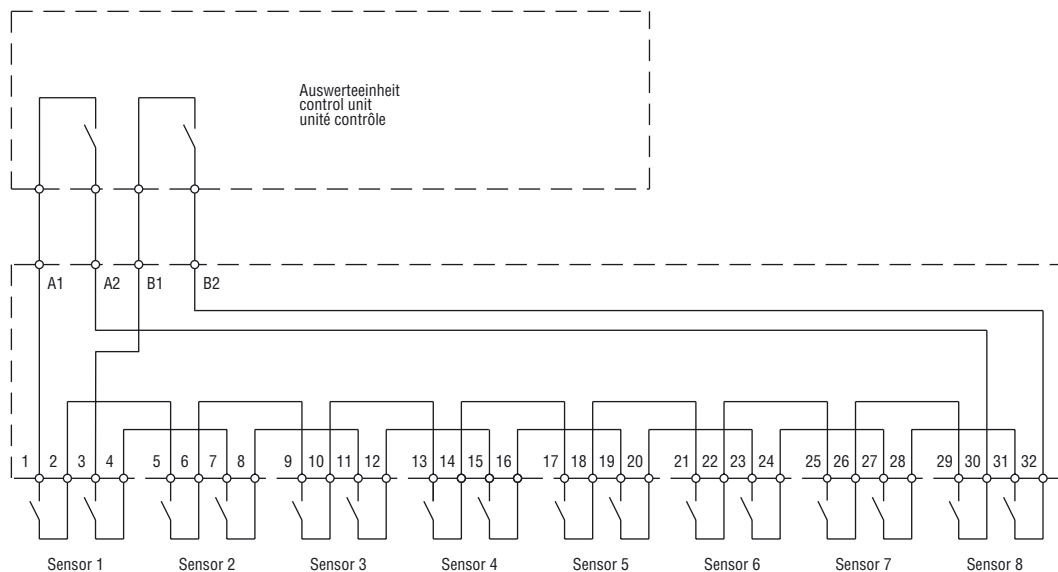 Auswerteeinheit
control unit
unité contrôle
A1 A2 B1 B2
1 2 3 4 5 6 7 8 9 10 11 12 13 14 15 16 17 18 19 20 21 22 23 24 25 26 27 28 29 30 31 32
Sensor 1 Sensor 2 Sensor 3 Sensor 4 Sensor 5 Sensor 6 Sensor 7 Sensor 8